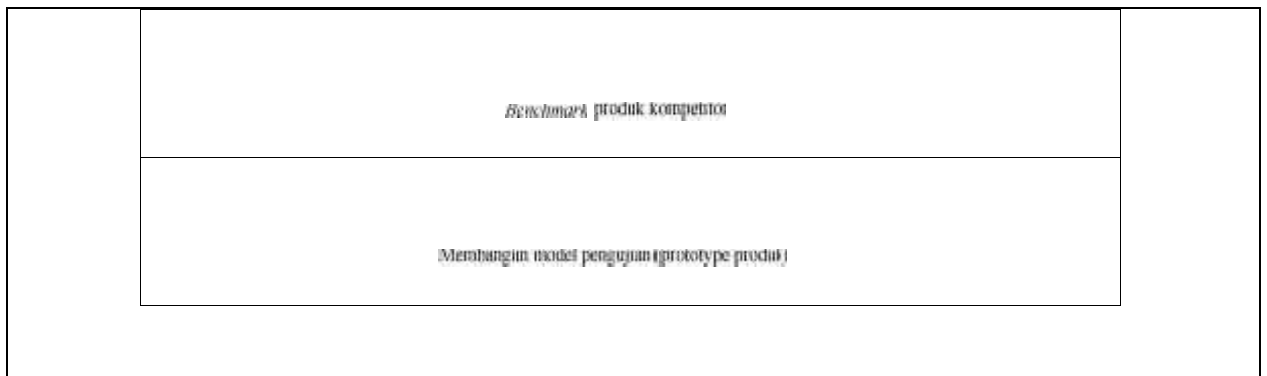 Benchmark produk kompetitor
Membangun model pengujian (prototype produk)